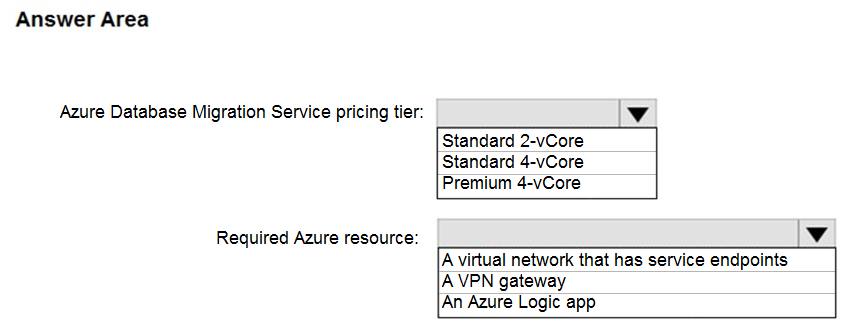 Answer Area
Azure Database Migration Service pricing tier:
Standard 2-vCore
Standard 4-vCore
Premium 4-vCore
Required Azure resource:
A virtual network that has service endpoints
A VPN gateway
An Azure Logic app